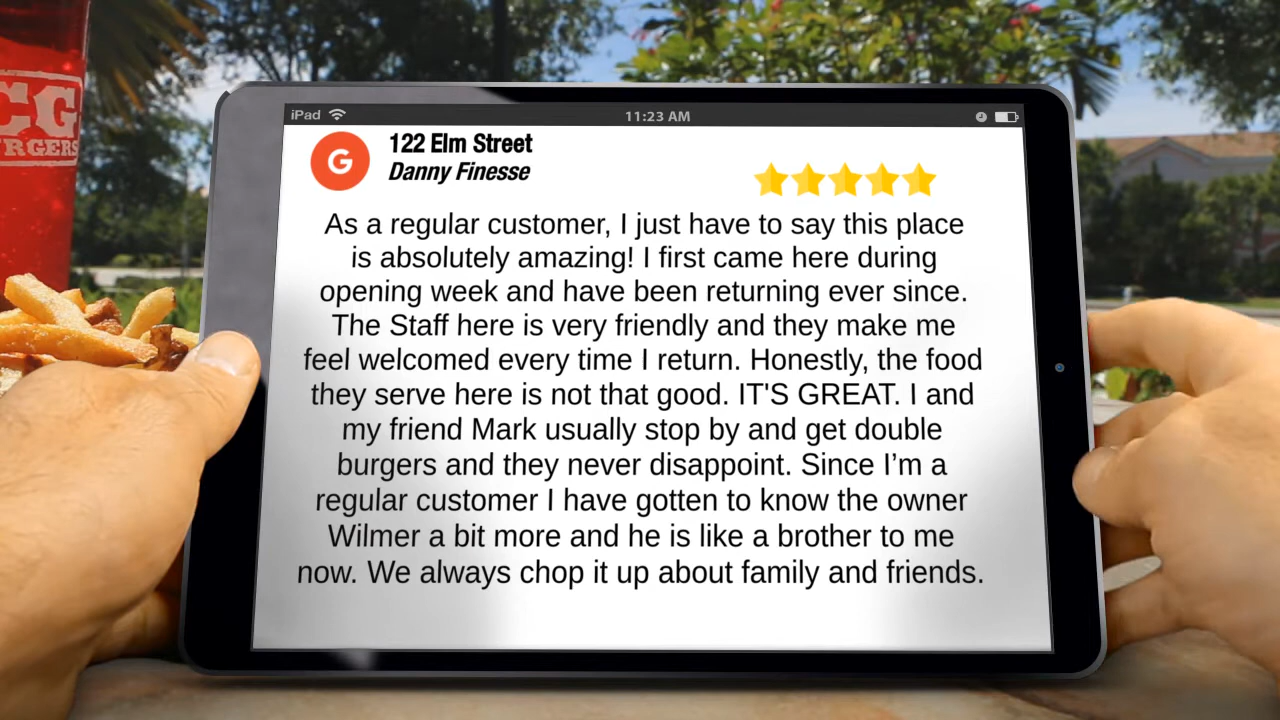 CG
URGERS
iPad
11:23 AM
G
122 Elm Street
Danny Finesse
As a regular customer, I just have to say this place
is absolutely amazing! I first came here during
opening week and have been returning ever since.
The Staff here is very friendly and they make me
feel welcomed every time I return. Honestly, the food
they serve here is not that good. IT'S GREAT. I and
my friend Mark usually stop by and get double
burgers and they never disappoint. Since I’m a
regular customer I have gotten to know the owner
Wilmer a bit more and he is like a brother to me
now. We always chop it up about family and friends.